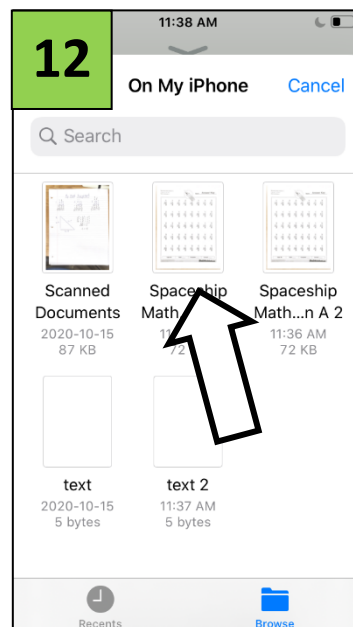 11:38 AM
12
On My iPhone Cancel
Search
Scanned Documents
2020-10-15
87 KB
Spaceship
Math
72
Spaceship
Math...n A 2
11:36 AM
72 KB
text
2020-10-15
5 bytes
text 2
11:37 AM
5 bytes
Recents
Browse